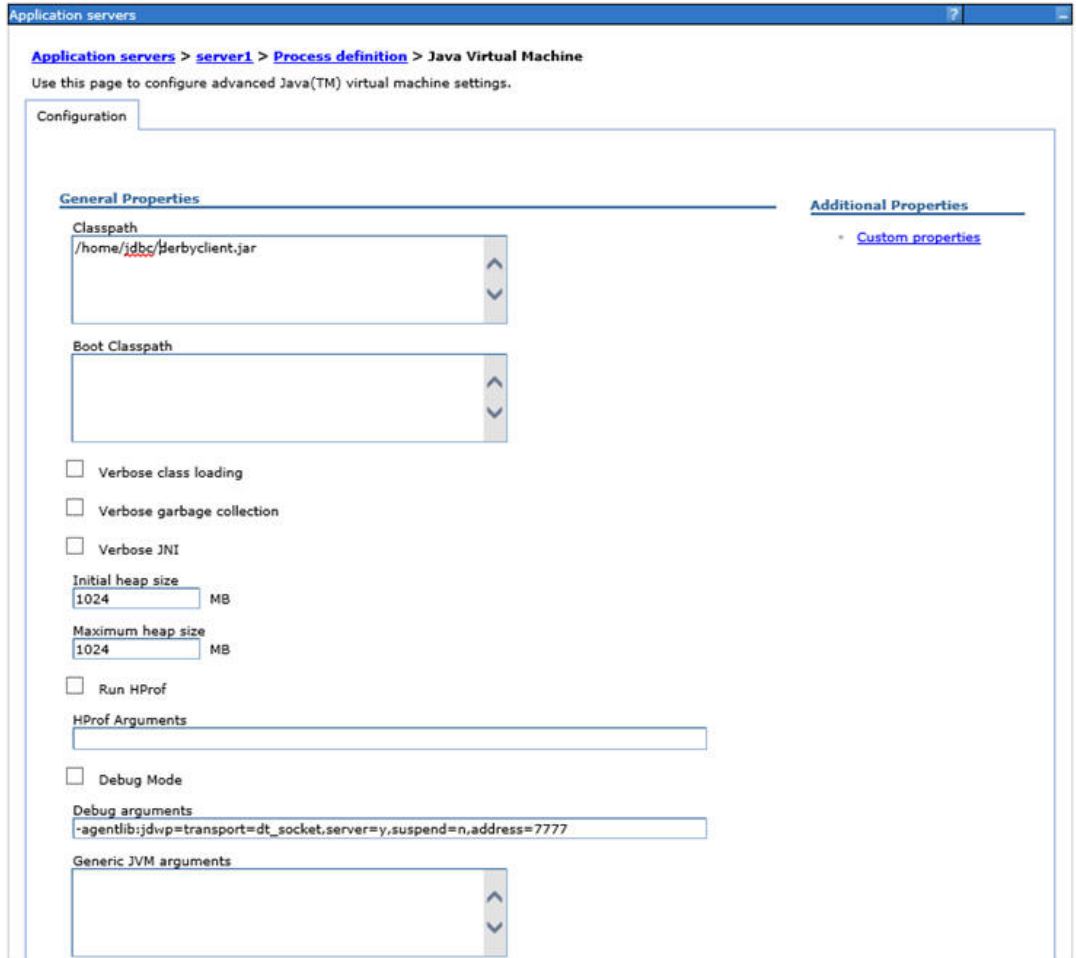 Application servers
?
Application servers > server1 > Process definition > Java Virtual Machine
Use this page to configure advanced Java(TM) virtual machine settings.
Configuration
General Properties
Classpath
/home/jdbc/derbyclient.jar
Boot Classpath
Verbose class loading
Verbose garbage collection
Verbose JNI
Initial heap size
1024 MB
Maximum heap size
1024 MB
Run HProf
HProf Arguments
Debug Mode
Debug arguments
-agentlib:jdwp=transport=dt_socket,server=y,suspend=n,address=7777
Generic JVM arguments
Additional Properties
Custom properties